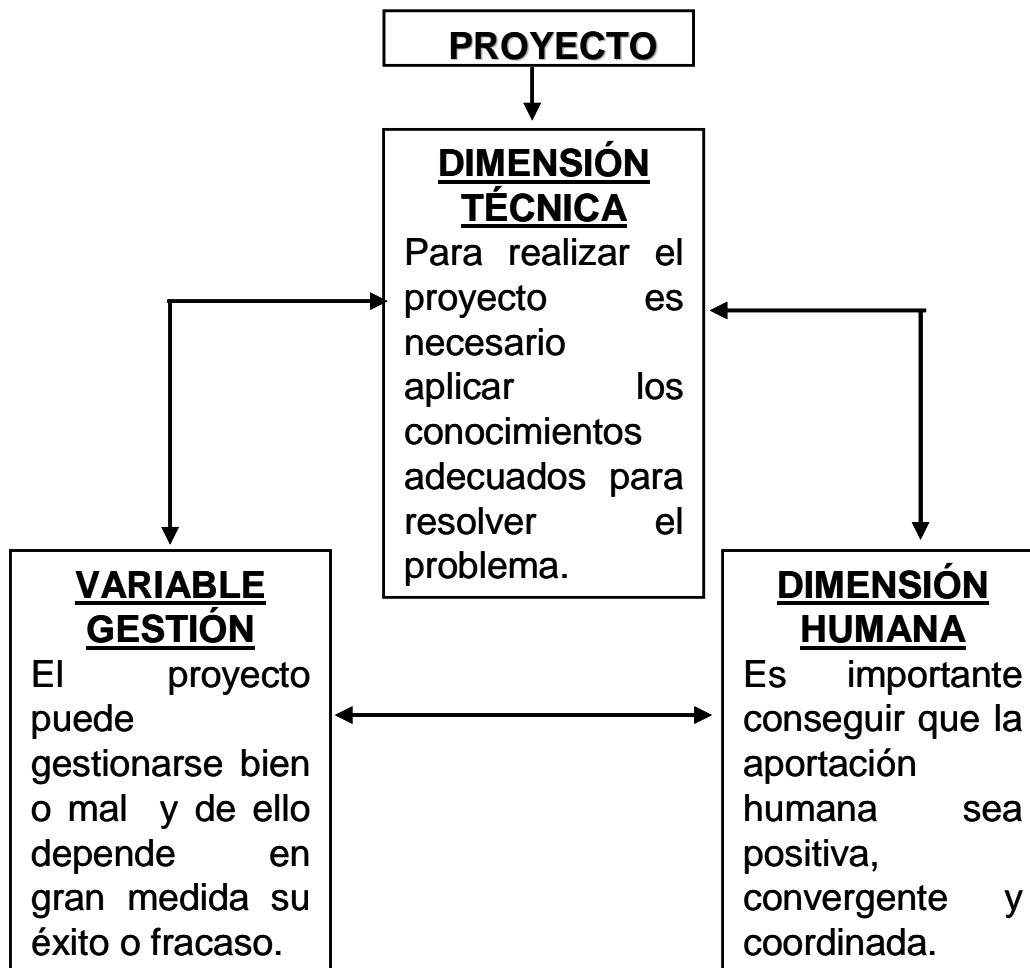 PROYECTO
DIMENSIÓN
TÉCNICA
Para realizar el
proyecto es
necesario
aplicar los
conocimientos
adecuados para
resolver el
problema.
VARIABLE
GESTIÓN
El proyecto
puede
gestionarse bien
o mal y de ello
depende en
gran medida su
éxito o fracaso.
DIMENSIÓN
HUMANA
Es importante
conseguir que la
aportación
humana sea
positiva,
convergente y
coordinada.